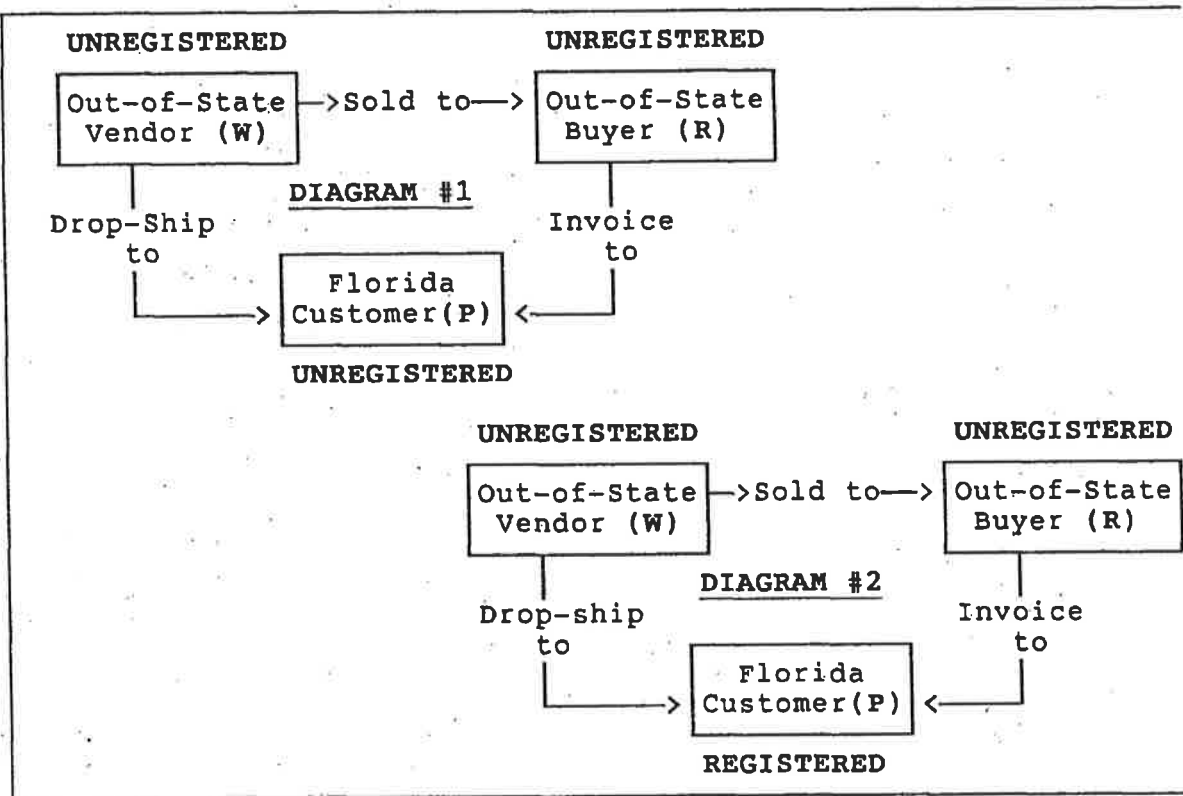 UNREGISTERED UNREGISTERED
Out-of-State Sold to Out-of-State
Vendor (W) Buyer (R)
DIAGRAM #1
Drop-Ship Invoice
to to
Florida
Customer(P)
UNREGISTERED
UNREGISTERED UNREGISTERED
Out-of-State Sold to Out-of-State
Vendor (W) Buyer (R)
DIAGRAM #2
Drop-ship Invoice
to to
Florida
Customer(P)
REGISTERED